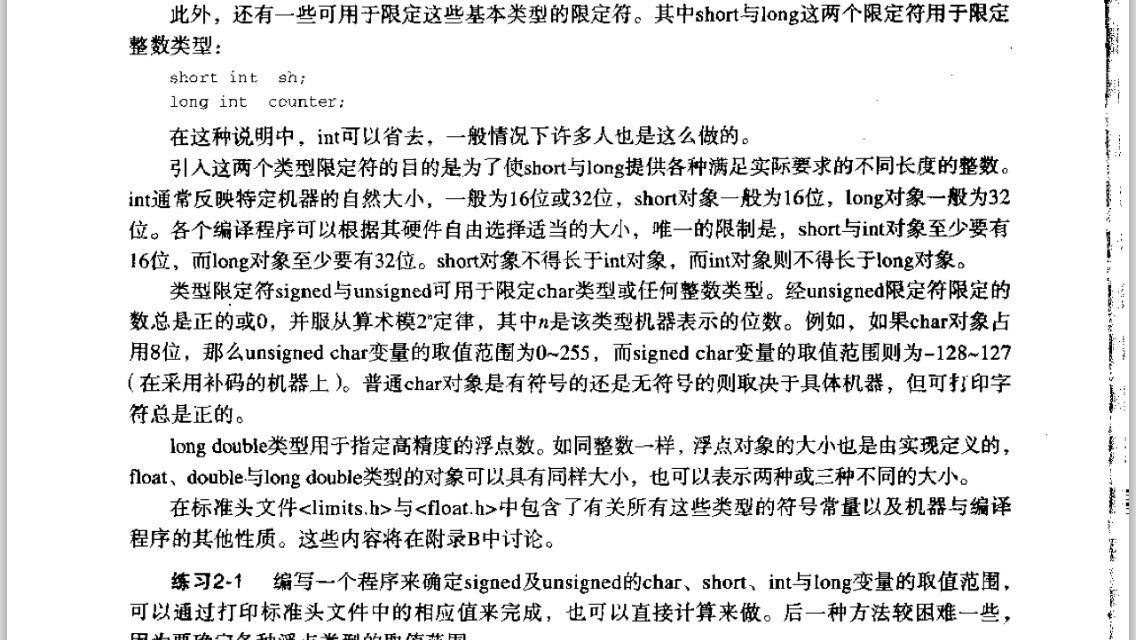 此外，还有一些可用于限定这些基本类型的限定符。其中short与long这两个限定符用于限定
整数类型：
short int sh;
long int counter;
在这种说明中，int可以省去，一般情况下许多人也是这么做的。
引入这两个类型限定符的目的是为了使short与long提供各种满足实际要求的不同长度的整数。
int通常反映特定机器的自然大小，一般为16位或32位，short对象一般为16位，long对象一般为32
位。各个编译程序可以根据其硬件自由选择适当的大小，唯一的限制是，short与int对象至少要有
16位，而long对象至少要有32位。short对象不得长于int对象，而int对象则不得长于long对象。
类型限定符signed与unsigned可用于限定char类型或任何整数类型。经unsigned限定符限定的
数总是正的或0，并服从算术模2ⁿ定律，其中n是该类型机器表示的位数。例如，如果char对象占
用8位，那么unsigned char变量的取值范围为0~255，而signed char变量的取值范围则为-128~127
（在采用补码的机器上）。普通char对象是有符号的还是无符号的则取决于具体机器，但可打印字
符总是正的。
long double类型用于指定高精度的浮点数。如同整数一样，浮点对象的大小也是由实现定义的，
float、double与long double类型的对象可以具有同样大小，也可以表示两种或三种不同的大小。
在标准头文件<limits.h>与<float.h>中包含了有关所有这些类型的符号常量以及机器与编译
程序的其他性质。这些内容将在附录B中讨论。
练习2-1 编写一个程序来确定signed及unsigned的char、short、int与long变量的取值范围，
可以通过打印标准头文件中的相应值来完成，也可以直接计算来做。后一种方法较困难一些，
因为要确定各种浮点类型的取值范围